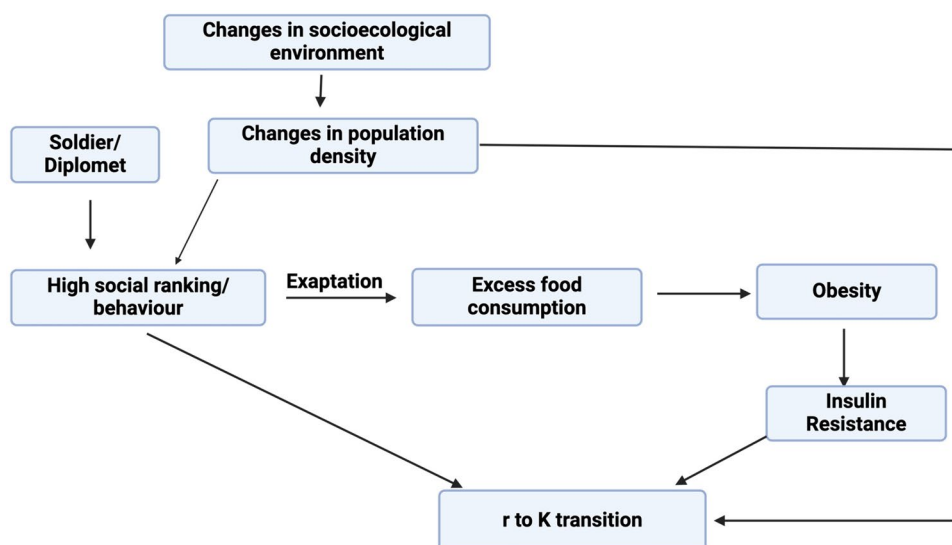 Changes in socioecological
environment
Soldier/
Diplomet
Changes in population
density
High social ranking/
behaviour
Exaptation
Excess food
consumption
Obesity
Insulin
Resistance
r to K transition